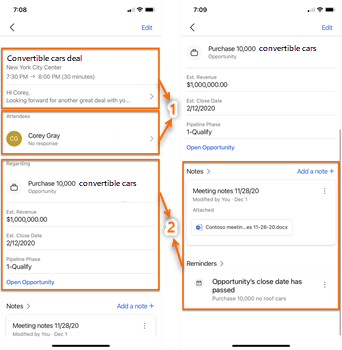 7:08
Edit
Convertible cars deal
New York City Center
7:30 PM → 8:00 PM (30 minutes)
Hi Corey,
Looking forward for another great deal with yo...
Attendees
CG
Corey Gray
No response
Regarding
Purchase 10,000 convertible cars
Opportunity
Est. Revenue
$1,000,000.00
Est. Close Date
2/12/2020
Pipeline Phase
1-Qualify
Open Opportunity
Notes
Add a note +
Meeting notes 11/28/20
Modified by You · Dec 1
1
2
7:09
Edit
Purchase 10,000 convertible cars
Opportunity
Est. Revenue
$1,000,000.00
Est. Close Date
2/12/2020
Pipeline Phase
1-Qualify
Open Opportunity
Notes
Add a note +
Meeting notes 11/28/20
Modified by You · Dec 1
Attached
Contoso meetin...es 11-28-20.docx
Reminders
Opportunity's close date has
passed
Purchase 10,000 no roof cars